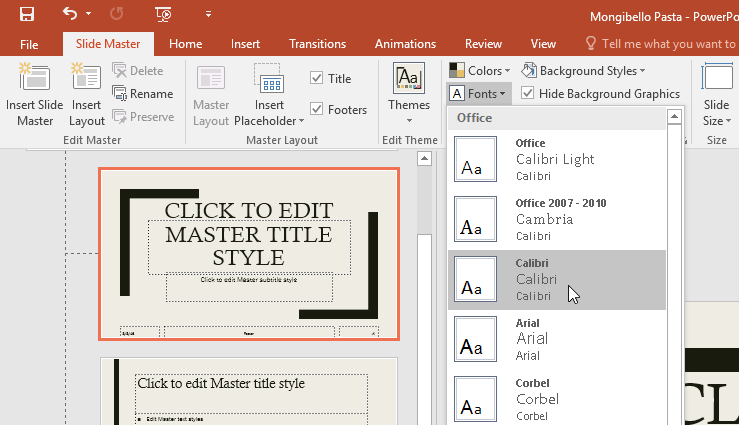 Mongibello Pasta - PowerPo
File Slide Master Home Insert Transitions Animations Review View Tell me what you want to
Insert Slide Master
Insert Layout
Delete
Rename
Preserve
Edit Master
Master Layout
Insert Placeholder
Title
Footers
Master Layout
Aa
Themes
Edit Theme
Colors
Background Styles
A Fonts
Hide Background Graphics
Slide Size
Size
Office
Aa
Office
Calibri Light
Calibri
Aa
Office 2007 - 2010
Cambria
Calibri
Aa
Calibri
Calibri
Calibri
Aa
Arial
Arial
Arial
Aa
Corbel
Corbel
Corbel
CLICK TO EDIT
MASTER TITLE
STYLE
Click to edit Master subtitle style
Footer
Click to edit Master title style
Edit Master text styles
CL